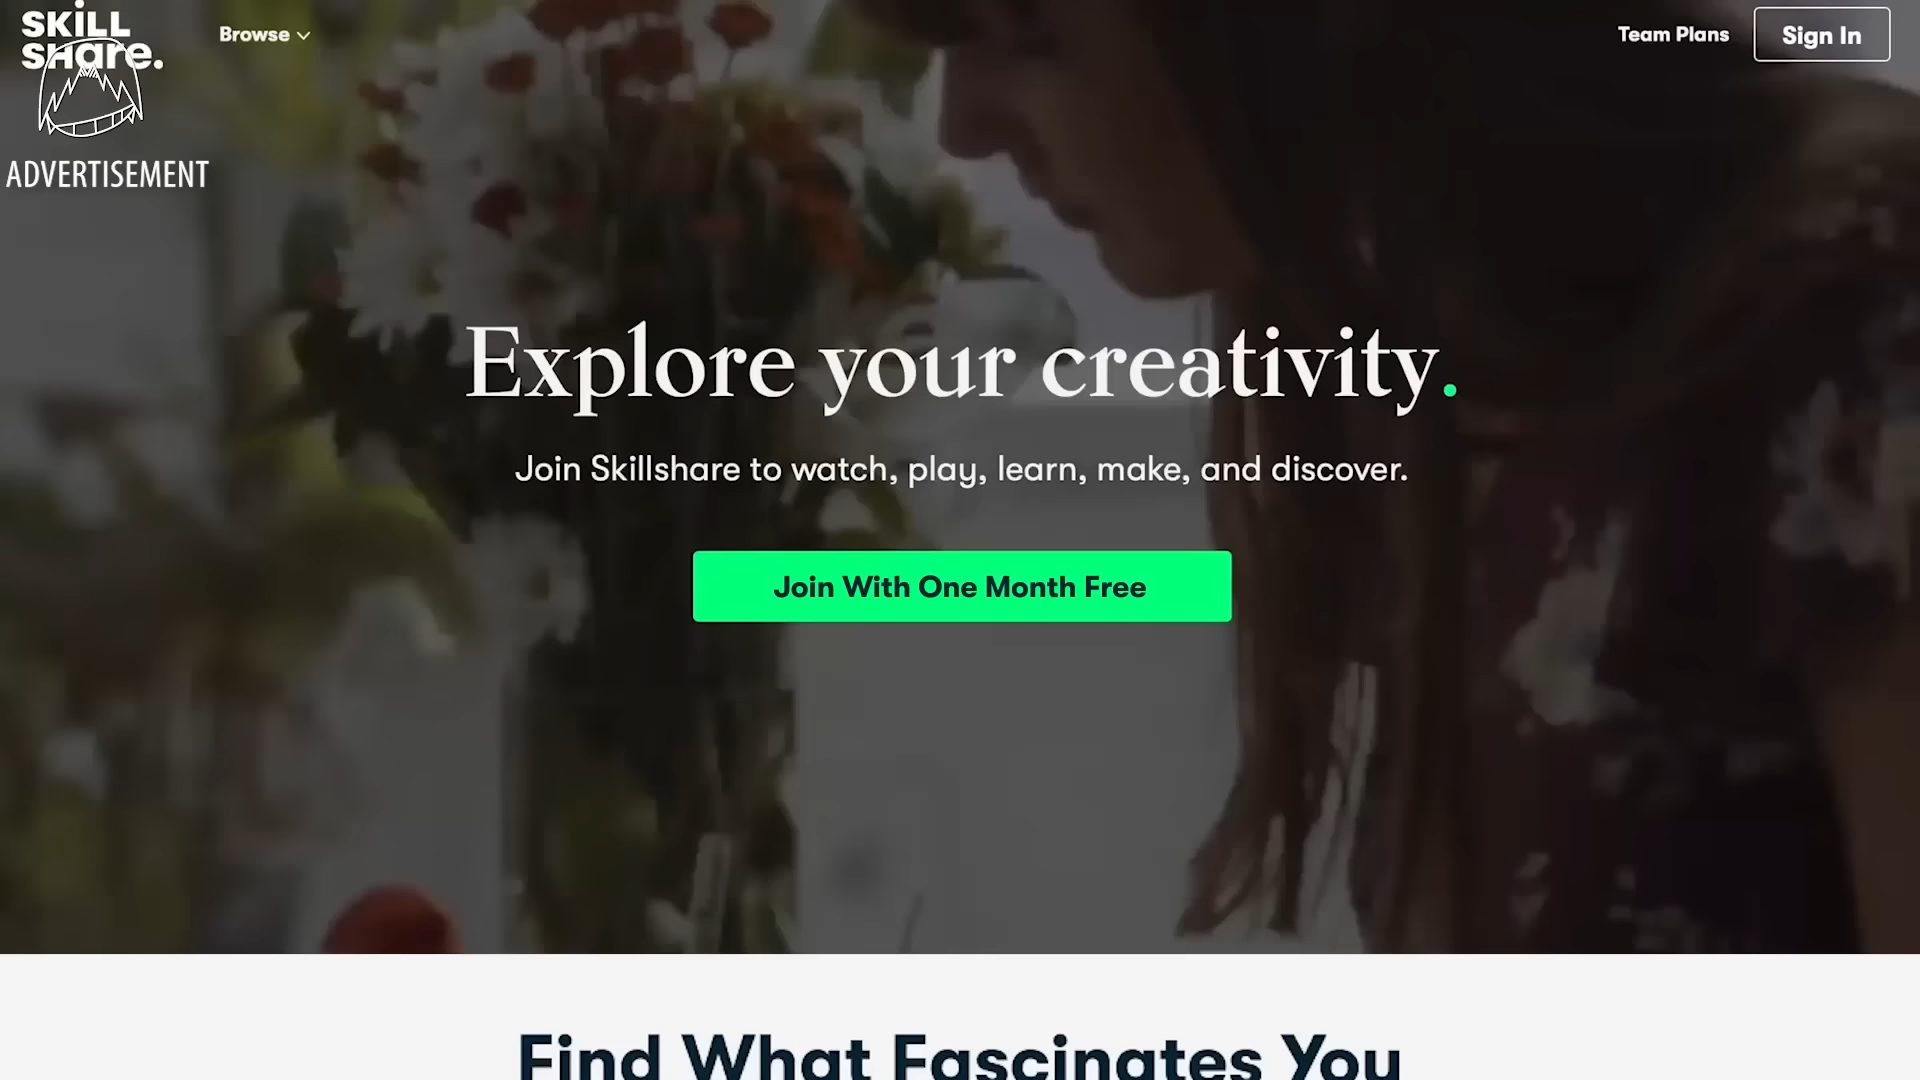 SKiLL
SHare.
Browse
Team Plans
Sign In
ADVERTISEMENT
Explore your creativity.
Join Skillshare to watch, play, learn, make, and discover.
Join With One Month Free
Find What Fascinates You